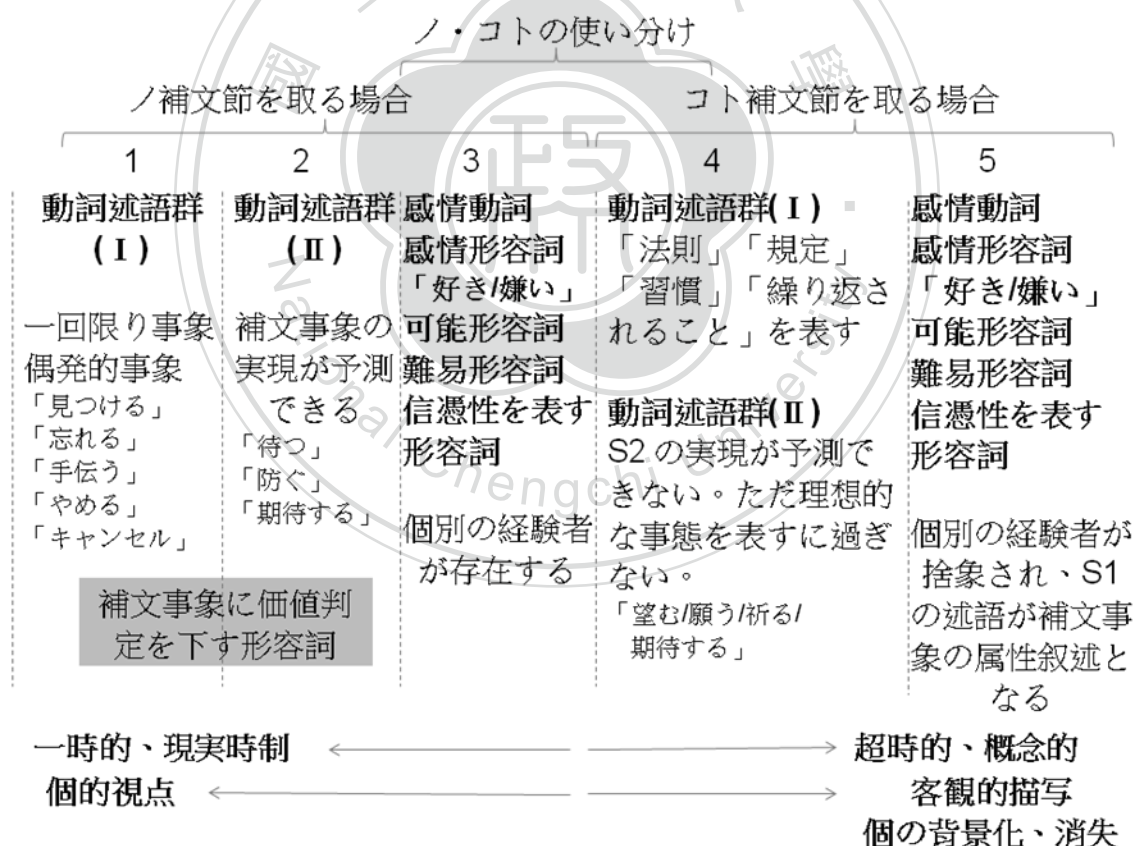 ノ・コトの使い分け
ノ補文節を取る場合
コト補文節を取る場合
1
動詞述語群
(Ⅰ)
一回限り事象
偶発的事象
「見つける」
「忘れる」
「手伝う」
「やめる」
「キャンセル」
2
動詞述語群
(Ⅱ)
補文事象の
実現が予測
できる
「待つ」
「防ぐ」
「期待する」
補文事象に価値判
定を下す形容詞
3
感情動詞
感情形容詞
「好き/嫌い」
可能形容詞
難易形容詞
信憑性を表す
形容詞
個別の経験者
が存在する
4
動詞述語群(Ⅰ)
「法則」「規定」
「習慣」「繰り返さ
れること」を表す
動詞述語群(Ⅱ)
S2 の実現が予測で
きない。ただ理想的
な事態を表すに過ぎ
ない。
「望む/願う/祈る/
期待する」
5
感情動詞
感情形容詞
「好き/嫌い」
可能形容詞
難易形容詞
信憑性を表す
形容詞
個別の経験者が
捨象され、S1
の述語が補文事
象の属性叙述と
なる
一時的、現実時制
超時的、概念的
個的視点
客観的描写
個の背景化、消失
國
政
學
National Chengchi University